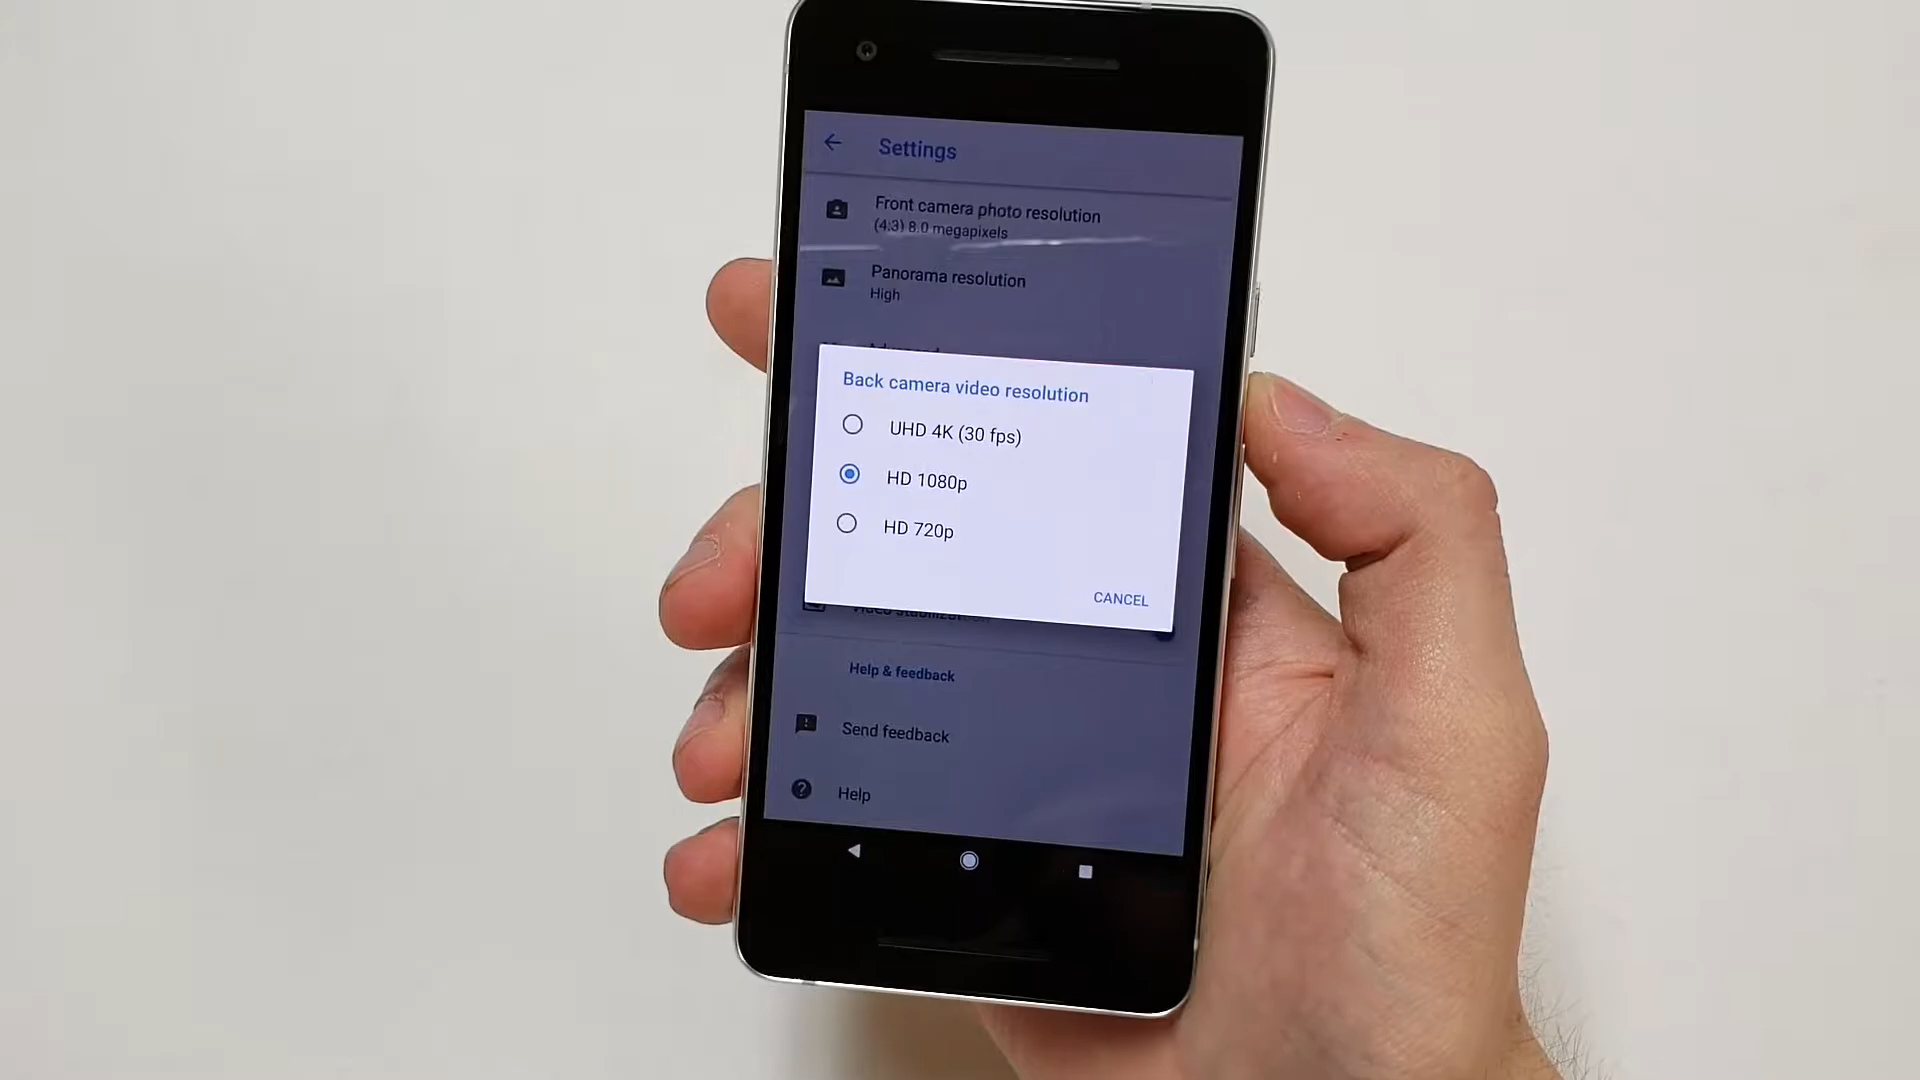 Settings
Front camera photo resolution
(4:3) 8.0 megapixels
Panorama resolution
High
Back camera video resolution
UHD 4K (30 fps)
HD 1080p
HD 720p
CANCEL
Help & feedback
Send feedback
Help